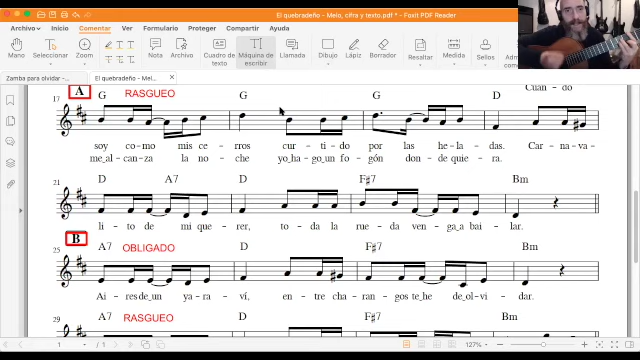 El quebradeño - Melo, cifra y texto.pdf * - Foxit PDF Reader
Archivo Inicio Comentar Ver Formulario Proteger Compartir Ayuda
Mano Seleccionar Zoom Nota Archivo Cuadro de texto Máquina de escribir Llamada Dibujo Lápiz Borrador Resaltar Sellos
Zamba para olvidar -... El quebradeño - Melo...
Cuan - do
17 A G RASGUEO G G D
soy co-mo mis ce- rros cur - ti - do por las he-la- das. Car-na-va-
me_al-can-za la no- che yo_ha-go_un fo- gón don-de quie- ra.
21 D A7 D F#7 Bm
li-to de mi que- rer, to-da la rue-da ven-ga_a bai- lar.
B
25 A7 OBLIGADO D F#7 Bm
Ai-res de_un ya-ra- ví, en-tre cha- ran-gos te_he de_ol-vi- dar.
29 A7 RASGUEO D F#7 Bm
1 / 1 127%